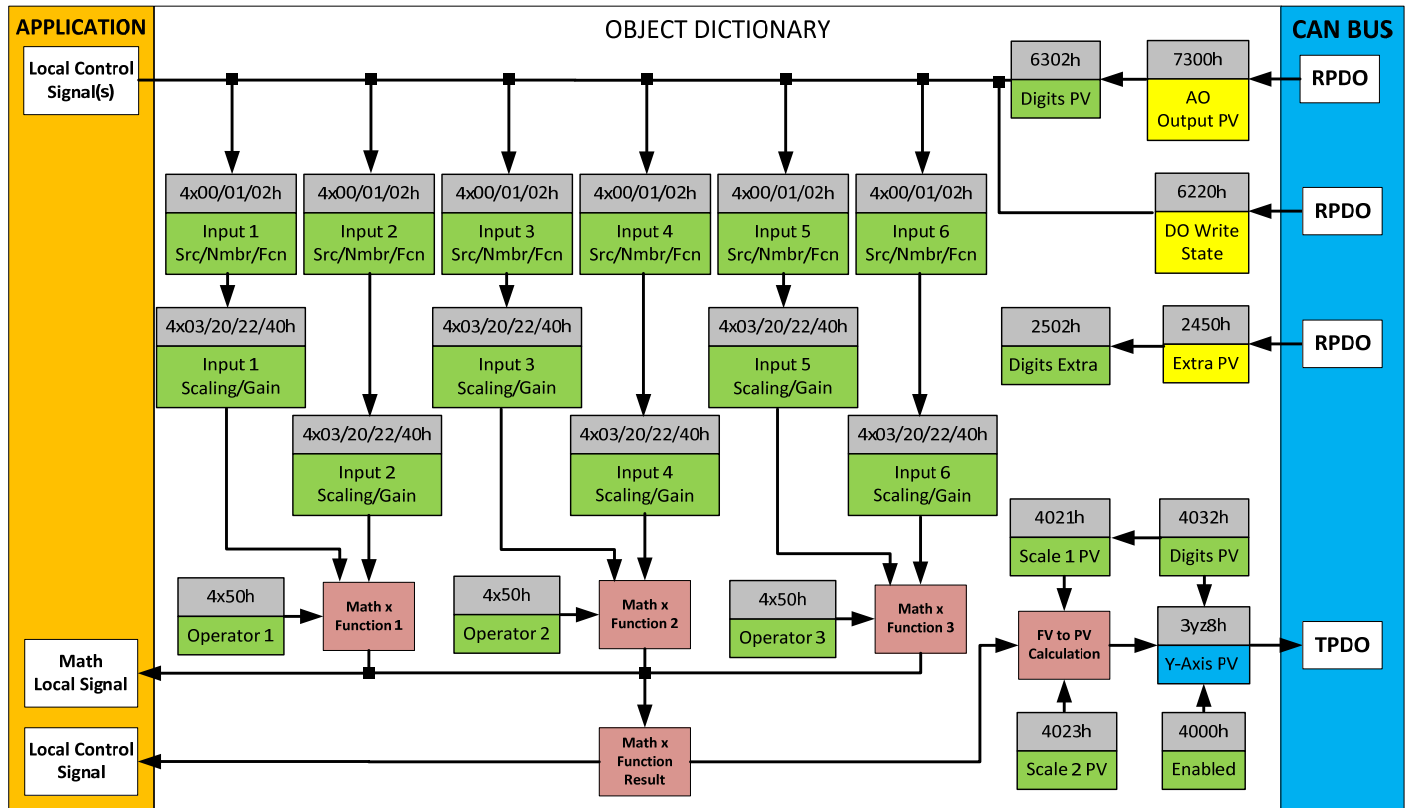 APPLICATION
OBJECT DICTIONARY
CAN BUS
Local Control
Signal(s)
6302h
Digits PV
7300h
AO
Output PV
RPDO
4x00/01/02h
Input 1
Src/Nmbr/Fcn
4x00/01/02h
Input 2
Src/Nmbr/Fcn
4x00/01/02h
Input 3
Src/Nmbr/Fcn
4x00/01/02h
Input 4
Src/Nmbr/Fcn
4x00/01/02h
Input 5
Src/Nmbr/Fcn
4x00/01/02h
Input 6
Src/Nmbr/Fcn
6220h
DO Write
State
RPDO
4x03/20/22/40h
Input 1
Scaling/Gain
4x03/20/22/40h
Input 3
Scaling/Gain
4x03/20/22/40h
Input 5
Scaling/Gain
2502h
Digits Extra
2450h
Extra PV
RPDO
4x03/20/22/40h
Input 2
Scaling/Gain
4x03/20/22/40h
Input 4
Scaling/Gain
4x03/20/22/40h
Input 6
Scaling/Gain
4021h
Scale 1 PV
4032h
Digits PV
4x50h
Operator 1
Math x
Function 1
4x50h
Operator 2
Math x
Function 2
4x50h
Operator 3
Math x
Function 3
FV to PV
Calculation
3yz8h
Y-Axis PV
TPDO
Math
Local Signal
Local Control
Signal
Math x
Function
Result
4023h
Scale 2 PV
4000h
Enabled